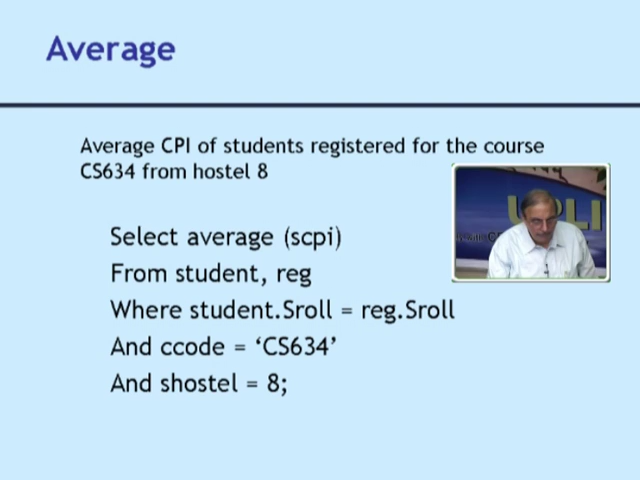 Average
Average CPI of students registered for the course
CS634 from hostel 8
Select average (scpi)
From student, reg
Where student.Sroll = reg.Sroll
And ccode = ‘CS634’
And shostel = 8;